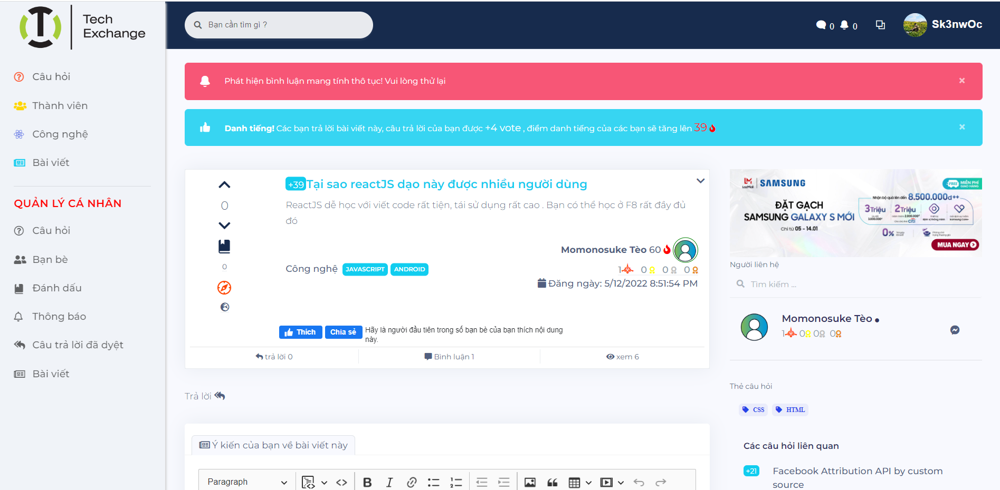 Tech
Exchange
Bạn cần tìm gì ?
0 0
Sk3nwOc
Câu hỏi
Thành viên
Công nghệ
Bài viết
QUẢN LÝ CÁ NHÂN
Câu hỏi
Bạn bè
Đánh dấu
Thông báo
Câu trả lời đã dyệt
Bài viết
Phát hiện bình luận mang tính thô tục! Vui lòng thử lại
×
Danh tiếng! Các bạn trả lời bài viết này, câu trả lời của bạn được +4 vote , điểm danh tiếng của các bạn sẽ tăng lên 39
×
0
0
+39 Tại sao reactJS dạo này được nhiều người dùng
ReactJS dễ học với viết code rất tiện, tái sử dụng rất cao . Bạn có thể học ở F8 rất đầy đủ
đó
Momonosuke Tèo 60
Công nghệ JAVASCRIPT ANDROID
1 0 0 0
Đăng ngày: 5/12/2022 8:51:54 PM
Thích Chia sẻ Hãy là người đầu tiên trong số bạn bè của bạn thích nội dung
này.
trả lời 0 Bình luận 1 xem 6
Trả lời
Ý kiến của bạn về bài viết này
Paragraph
LazMall SAMSUNG
FREE MIỄN PHÍ
GIAO HÀNG
ĐẶT GẠCH
SAMSUNG GALAXY S MỚI
Chỉ từ 05 - 14.01
Nhận bộ quà lên đến 8.500.000đ++
3Triệu 2Triệu
3.000.000đ 2.000.000đ
citi
0%
MUA NGAY
Người liên hệ
Tìm kiếm ...
Momonosuke Tèo
1 0 0 0
Thẻ câu hỏi
CSS HTML
Các câu hỏi liên quan
+21 Facebook Attribution API by custom
source